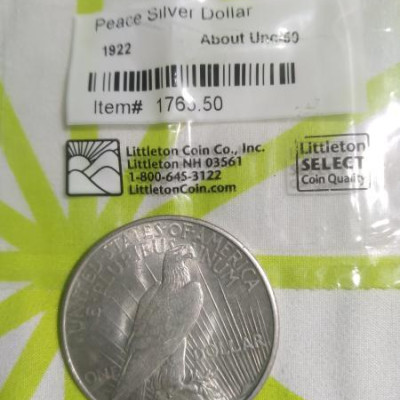 Peace Silver Dollar
1922 About Unc-50
Item# 1763.50
Littleton Coin Co., Inc.
Littleton NH 03561
1-800-645-3122
LittletonCoin.com
Littleton
SELECT
Coin Quality
UNITED STATES OF AMERICA
E PLURIBUS UNUM
ONE DOLLAR